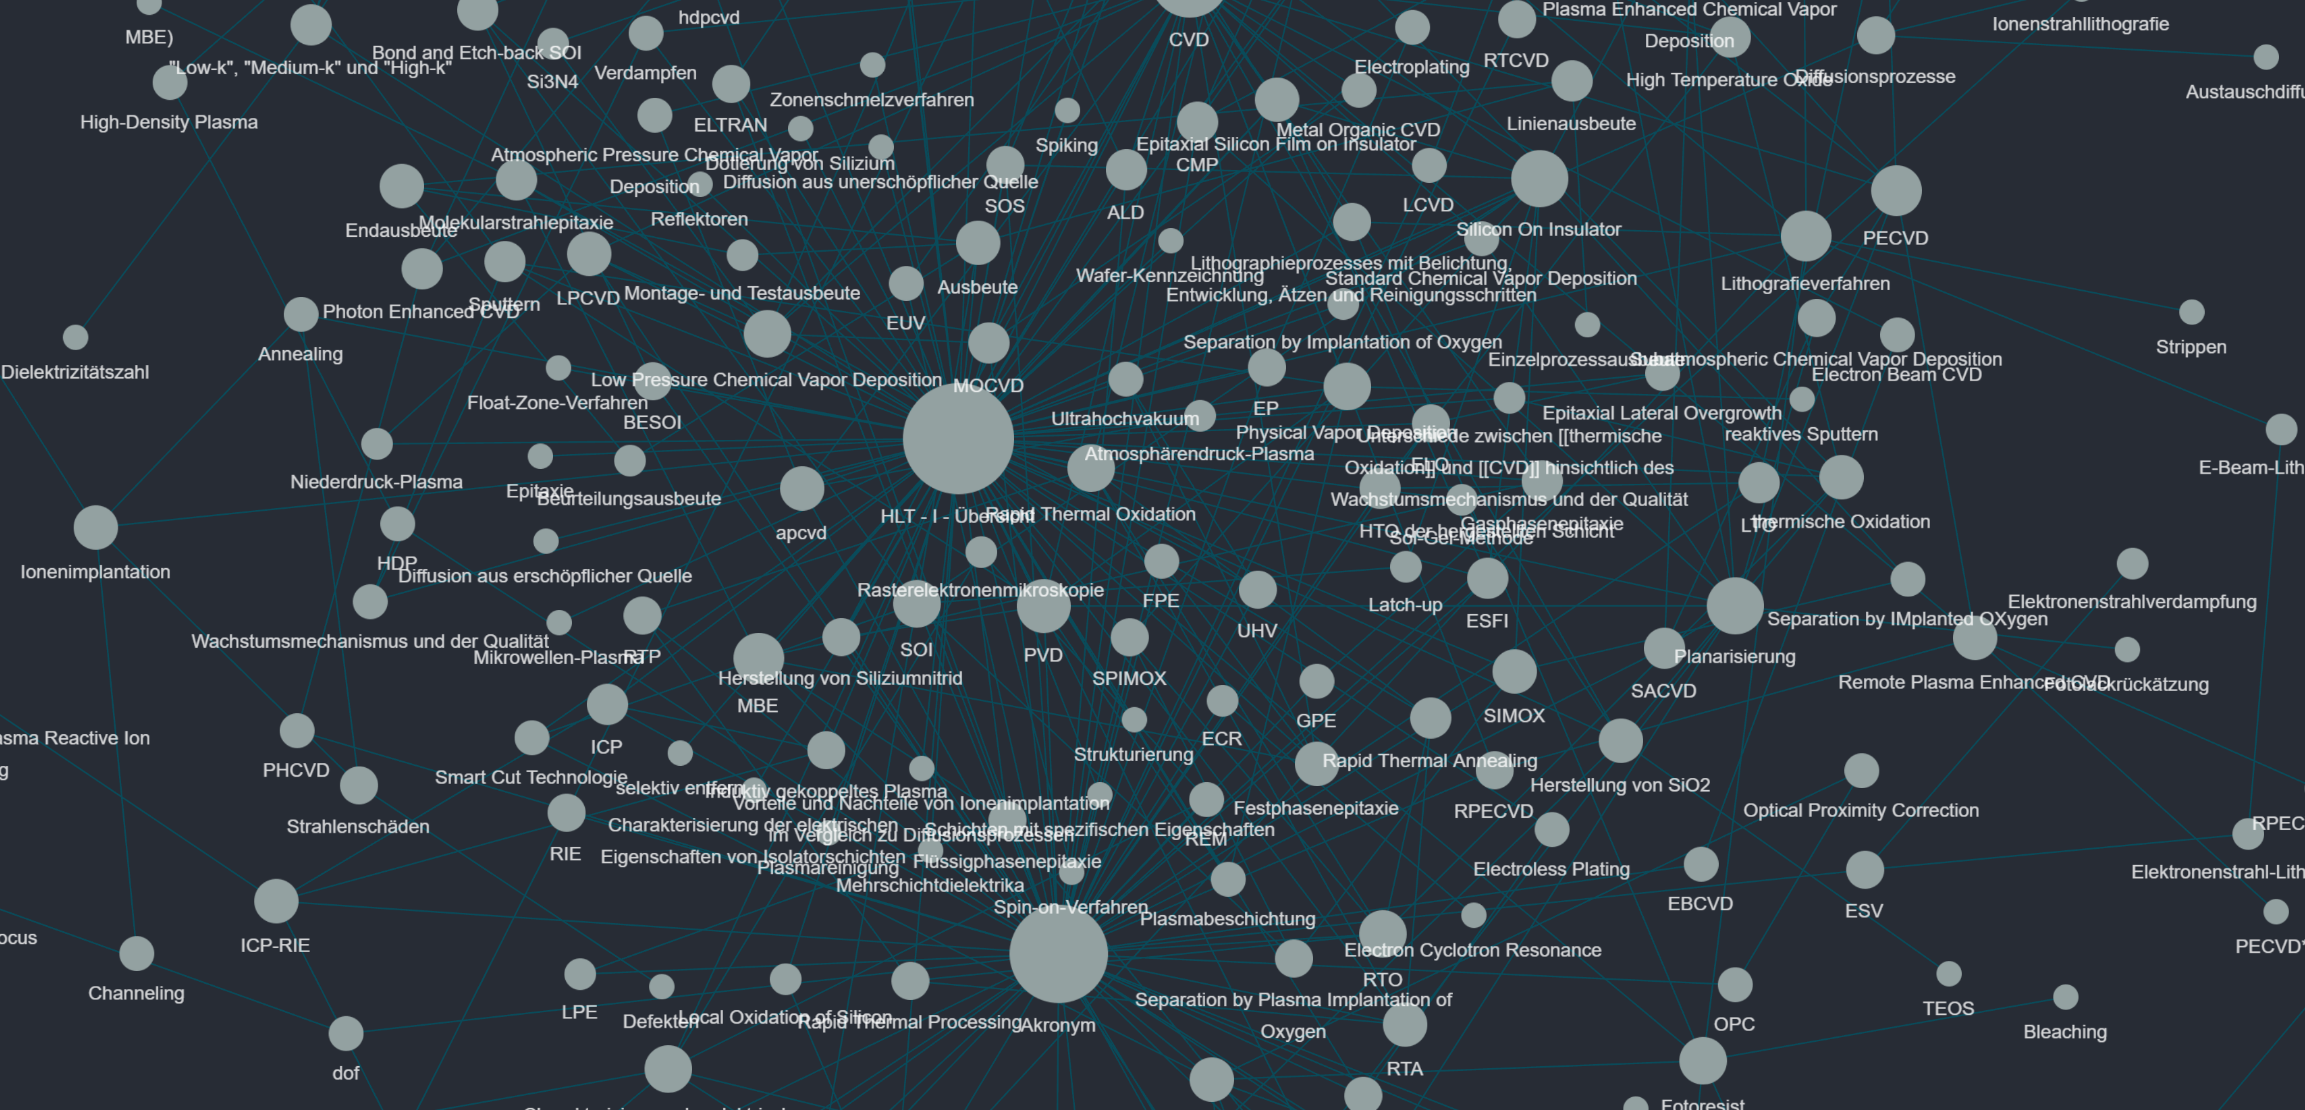 hdpcvd
Plasma Enhanced Chemical Vapor
Deposition
Ionenstrahllithografie
MBE)
CVD
Bond and Etch-back SOI
"Low-k", "Medium-k" und "High-k"
Si3N4
Verdampfen
Electroplating
RTCVD
High Temperature Oxide
Diffusionsprozesse
Zonenschmelzverfahren
High-Density Plasma
ELTRAN
Metal Organic CVD
Linienausbeute
Epitaxial Silicon Film on Insulator
Spiking
Atmospheric Pressure Chemical Vapor
Deposition
Dotierung von Silizium
CMP
Diffusion aus unerschöpflicher Quelle
SOS
ALD
LCVD
Reflektoren
Molekularstrahlepitaxie
Endausbeute
Silicon On Insulator
PECVD
Wafer-Kennzeichnung
Lithographieprozesses mit Belichtung,
Entwicklung, Ätzen und Reinigungsschritten
Standard Chemical Vapor Deposition
Lithografieverfahren
Ausbeute
Montage- und Testausbeute
LPCVD
Sputtern
Photon Enhanced CVD
EUV
Separation by Implantation of Oxygen
Strippen
Annealing
Einzelprozessausbeute
Subatmospheric Chemical Vapor Deposition
Electron Beam CVD
Dielektrizitätszahl
Low Pressure Chemical Vapor Deposition
MOCVD
Float-Zone-Verfahren
BESOI
EP
Ultrahochvakuum
Epitaxial Lateral Overgrowth
reaktives Sputtern
Physical Vapor Deposition
Unterschiede zwischen [[thermische
Oxidation]] und [[CVD]] hinsichtlich des
Wachstumsmechanismus und der Qualität
der hergestellten Schicht
Atmosphärendruck-Plasma
ELO
Niederdruck-Plasma
Epitaxie
Beurteilungsausbeute
HLT - I - Übersicht
Rapid Thermal Oxidation
Gasphasenepitaxie
HTO
Sol-Gel-Methode
LTO
thermische Oxidation
apcvd
HDP
Ionenimplantation
Diffusion aus erschöpflicher Quelle
Rasterelektronenmikroskopie
FPE
Latch-up
ESFI
UHV
Separation by IMplanted OXygen
Elektronenstrahlverdampfung
Wachstumsmechanismus und der Qualität
Mikrowellen-Plasma
RTP
SOI
PVD
Planarisierung
Herstellung von Siliziumnitrid
SPIMOX
SACVD
Remote Plasma Enhanced CVD
Fotolackrückätzung
MBE
GPE
SIMOX
ECR
ICP
Strukturierung
Rapid Thermal Annealing
PHCVD
Smart Cut Technologie
selektiv entfernt
Induktiv gekoppeltes Plasma
Herstellung von SiO2
Vorteile und Nachteile von Ionenimplantation
im Vergleich zu Diffusionsprozessen
Festphasenepitaxie
RPECVD
Optical Proximity Correction
Strahlenschäden
Charakterisierung der elektrischen
Eigenschaften von Isolatorschichten
Schichten mit spezifischen Eigenschaften
REM
RIE
Plasmareinigung
Flüssigphasenepitaxie
Electroless Plating
Mehrschichtdielektrika
Spin-on-Verfahren
Plasmabeschichtung
EBCVD
ESV
ICP-RIE
Electron Cyclotron Resonance
RTO
Channeling
Separation by Plasma Implantation of
Oxygen
LPE
Defekten
Local Oxidation of Silicon
Rapid Thermal Processing
Akronym
TEOS
OPC
Bleaching
dof
RTA
Fotoresist